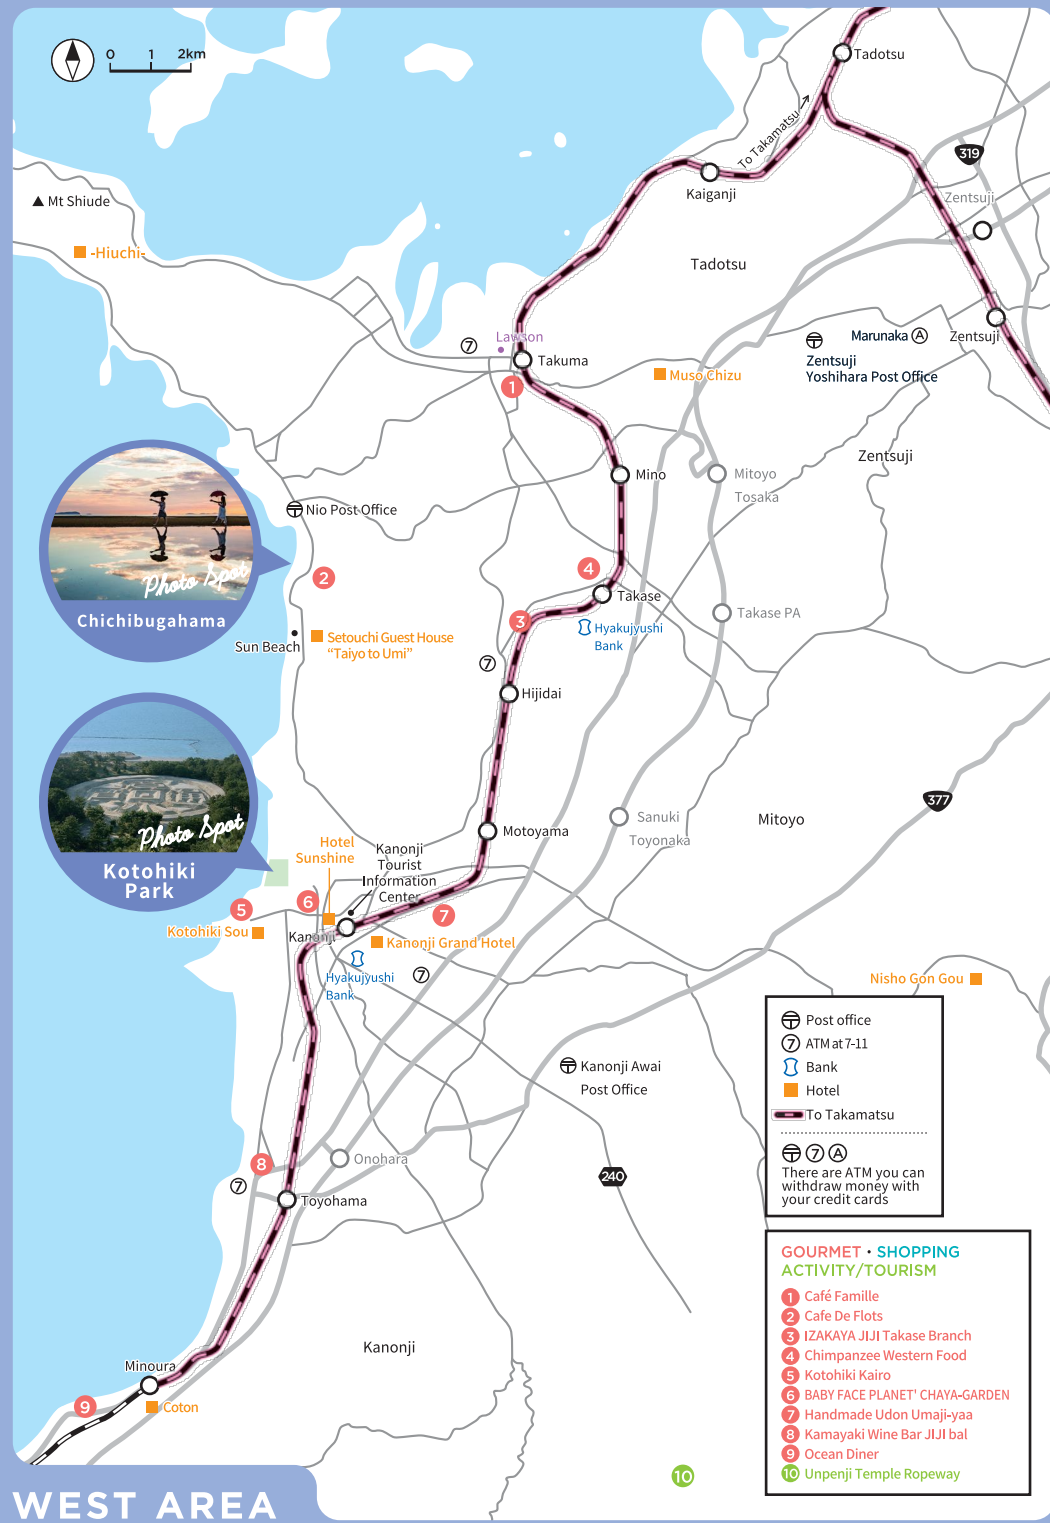 0 1 2km
Tadotsu
To Takamatsu
319
Kaiganji
Zentsuji
Mt Shiude
-Hiuchi-
Tadotsu
Lawson
7
Takuma
Marunaka A
Zentsuji
Zentsuji
Yoshihara Post Office
1
Muso Chizu
Zentsuji
Mino
Mitoyo
Tosaka
Nio Post Office
Photo Spot
Chichibugahama
2
4
Takase
Takase PA
3
Hyakujyushi
Bank
Sun Beach
Setouchi Guest House
“Taiyo to Umi”
7
Hijidai
377
Photo Spot
Kotohiki
Park
Sanuki
Toyonaka
Mitoyo
Motoyama
Hotel
Sunshine
Kanonji
Tourist
Information
Center
5
6
7
Kotohiki Sou
Kanonji
Kanonji Grand Hotel
Hyakujyushi
Bank
7
Nisho Gon Gou
Kanonji Awai
Post Office
Post office
7 ATM at 7-11
Bank
Hotel
To Takamatsu
7 A
There are ATM you can
withdraw money with
your credit cards
Onohara
8
7
Toyohama
240
Kanonji
Minoura
9
Coton
10
GOURMET • SHOPPING
ACTIVITY/TOURISM
1 Café Famille
2 Cafe De Flots
3 IZAKAYA JIJI Takase Branch
4 Chimpanzee Western Food
5 Kotohiki Kairo
6 BABY FACE PLANET' CHAYA-GARDEN
7 Handmade Udon Umaji-yaa
8 Kamayaki Wine Bar JIJI bal
9 Ocean Diner
10 Unpenji Temple Ropeway
WEST AREA